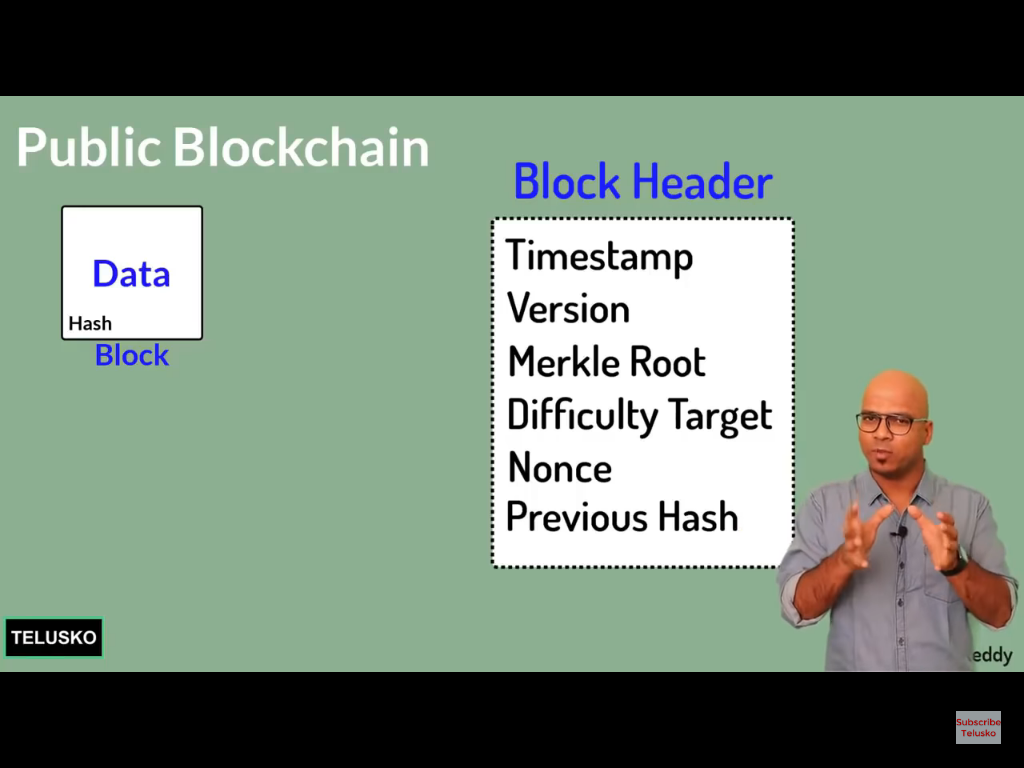 Public Blockchain
Data
Hash
Block
Block Header
Timestamp
Version
Merkle Root
Difficulty Target
Nonce
Previous Hash
TELUSKO
eddy
Subscribe
Telusko